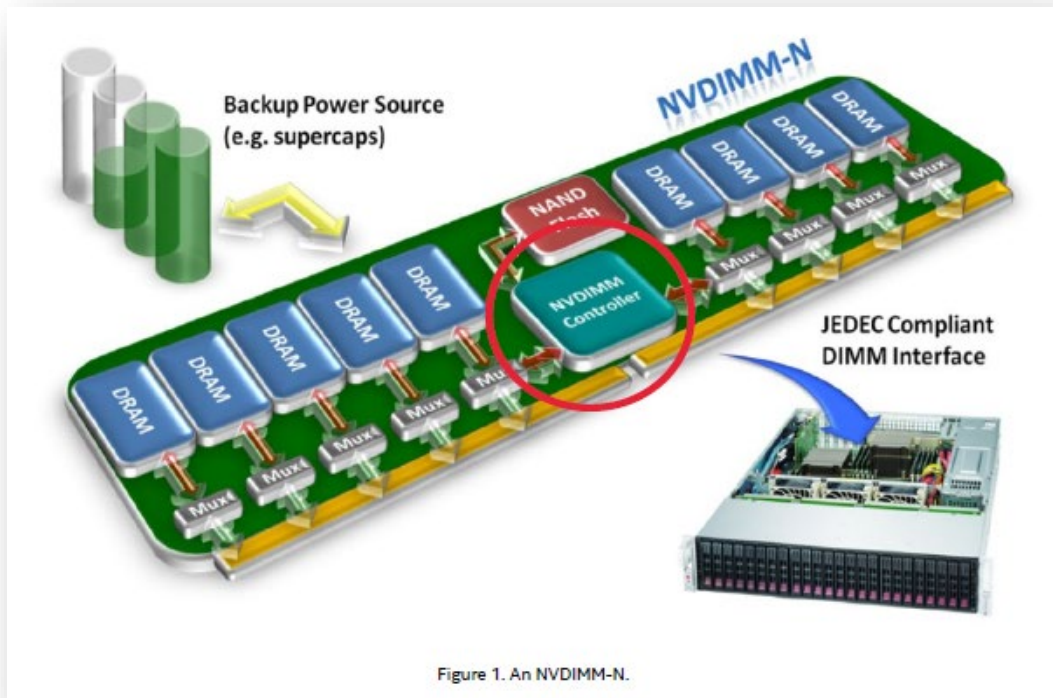 NVDIMM-N
Backup Power Source
(e.g. supercaps)
DRAM
DRAM
DRAM
DRAM
Mux
Mux
Mux
Mux
NAND
Flash
NVDIMM
Controller
DRAM
DRAM
DRAM
DRAM
DRAM
Mux
Mux
Mux
Mux
Mux
JEDEC Compliant
DIMM Interface
Figure 1. An NVDIMM-N.